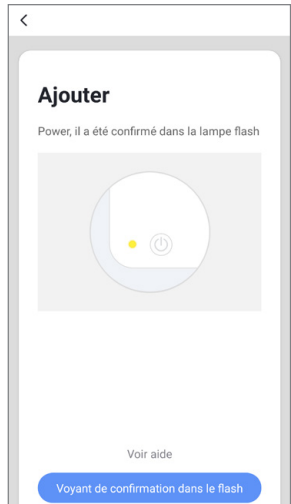 Ajouter
Power, il a été confirmé dans la lampe flash
Voir aide
Voyant de confirmation dans le flash